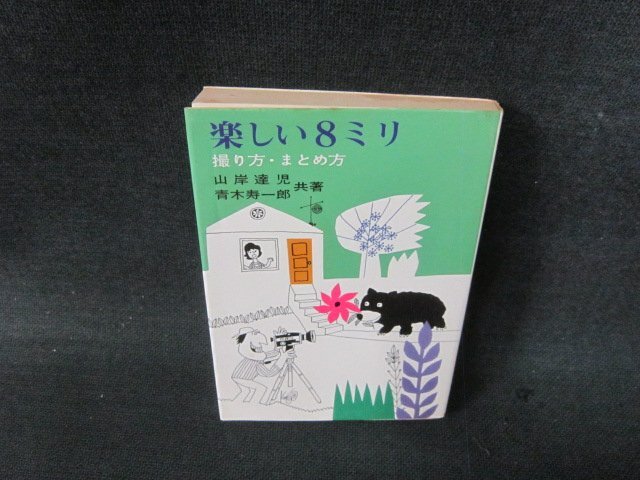 楽しい8ミリ
撮り方・まとめ方
山岸達児
青木寿一郎 共著